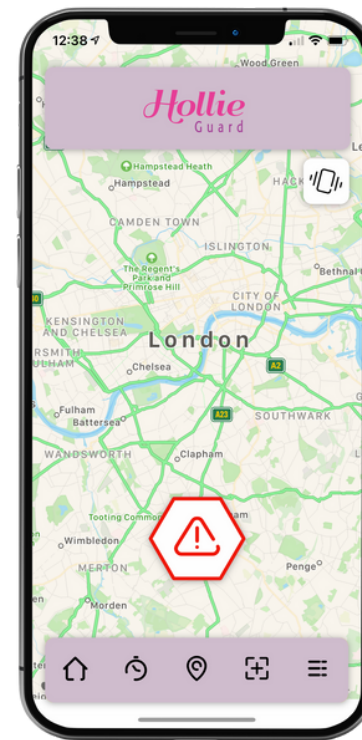 12:38
Wood Green
Hollie
Guard
Hampstead Heath
Hampstead
HACK
CAMDEN TOWN
ISLINGTON
The Regent's
Park and
Primrose Hill
Bethnal
CITY OF
LONDON
KENSINGTON
AND CHELSEA
London
RSMITH
ULHAM
Chelsea
A2
Fulham
Battersea
A23
SOUTHWARK
WANDSWORTH
Clapham
Tooting Common
am
Wimbledon
Penge
MERTON
Morden